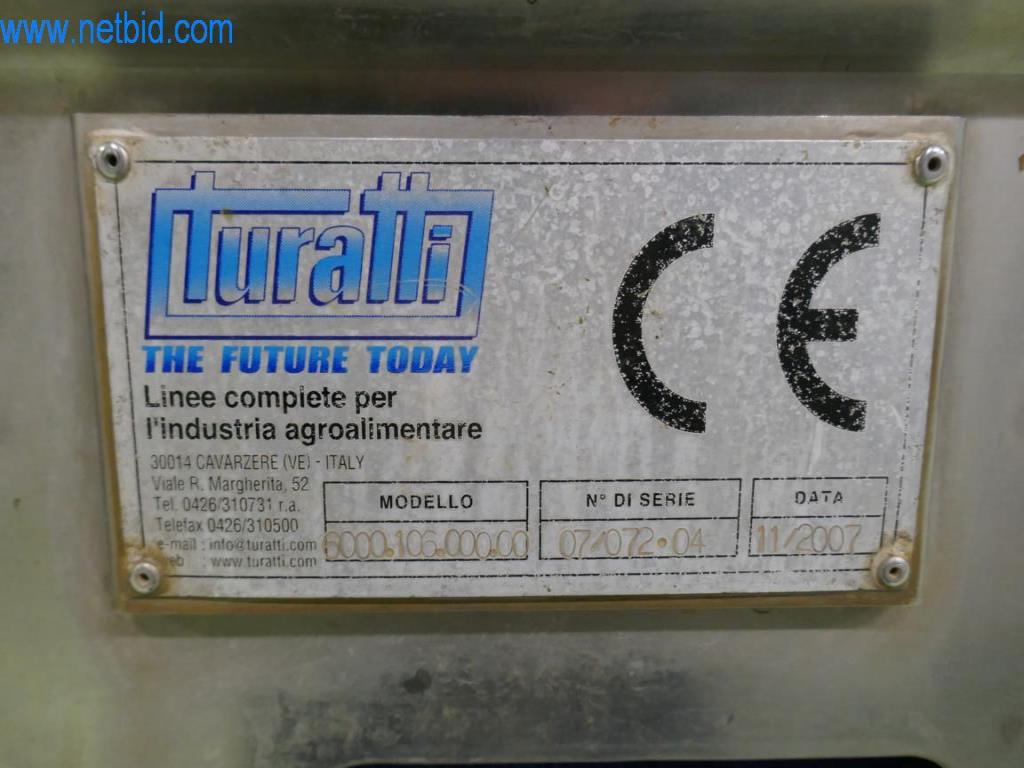 www.netbid.com
turatti
THE FUTURE TODAY
Linee complete per
l'industria agroalimentare
30014 CAVARZERE (VE) - ITALY
Viale R. Margherita, 52
Tel. 0426/310731 r.a.
Telefax 0426/310500
e-mail : info@turatti.com
web : www.turatti.com
CE
MODELLO
6000.106.000.00
N° DI SERIE
07/072.04
DATA
11/2007